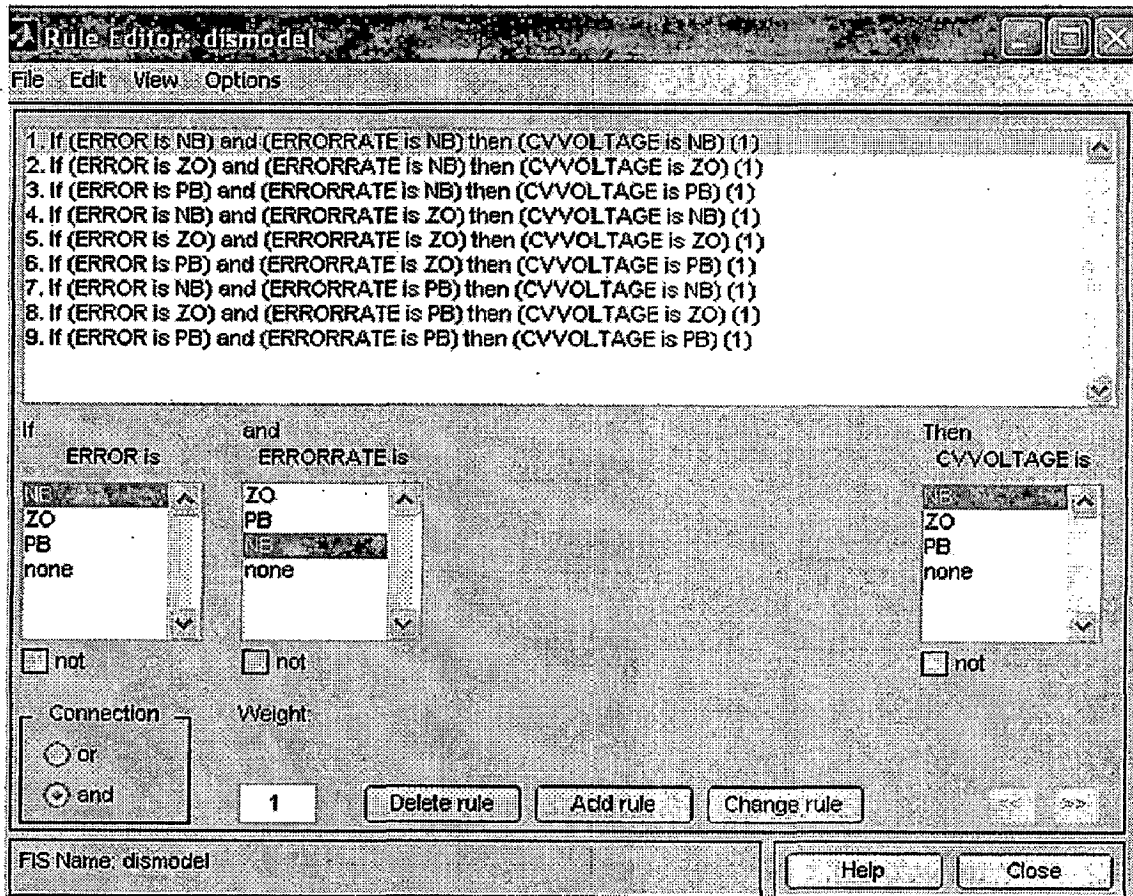 Rule Editor: dismodel
File Edit View Options
1. If (ERROR is NB) and (ERRORRATE is NB) then (CVVOLTAGE is NB) (1)
2. If (ERROR is ZO) and (ERRORRATE is NB) then (CVVOLTAGE is ZO) (1)
3. If (ERROR is PB) and (ERRORRATE is NB) then (CVVOLTAGE is PB) (1)
4. If (ERROR is NB) and (ERRORRATE is ZO) then (CVVOLTAGE is NB) (1)
5. If (ERROR is ZO) and (ERRORRATE is ZO) then (CVVOLTAGE is ZO) (1)
6. If (ERROR is PB) and (ERRORRATE is ZO) then (CVVOLTAGE is PB) (1)
7. If (ERROR is NB) and (ERRORRATE is PB) then (CVVOLTAGE is NB) (1)
8. If (ERROR is ZO) and (ERRORRATE is PB) then (CVVOLTAGE is ZO) (1)
9. If (ERROR is PB) and (ERRORRATE is PB) then (CVVOLTAGE is PB) (1)
If
ERROR is
NB
ZO
PB
none
not
and
ERRORRATE is
ZO
PB
NB
none
not
Then
CVVOLTAGE is
NB
ZO
PB
none
not
Connection
or
and
Weight:
1
Delete rule Add rule Change rule << >>
FIS Name: dismodel
Help Close